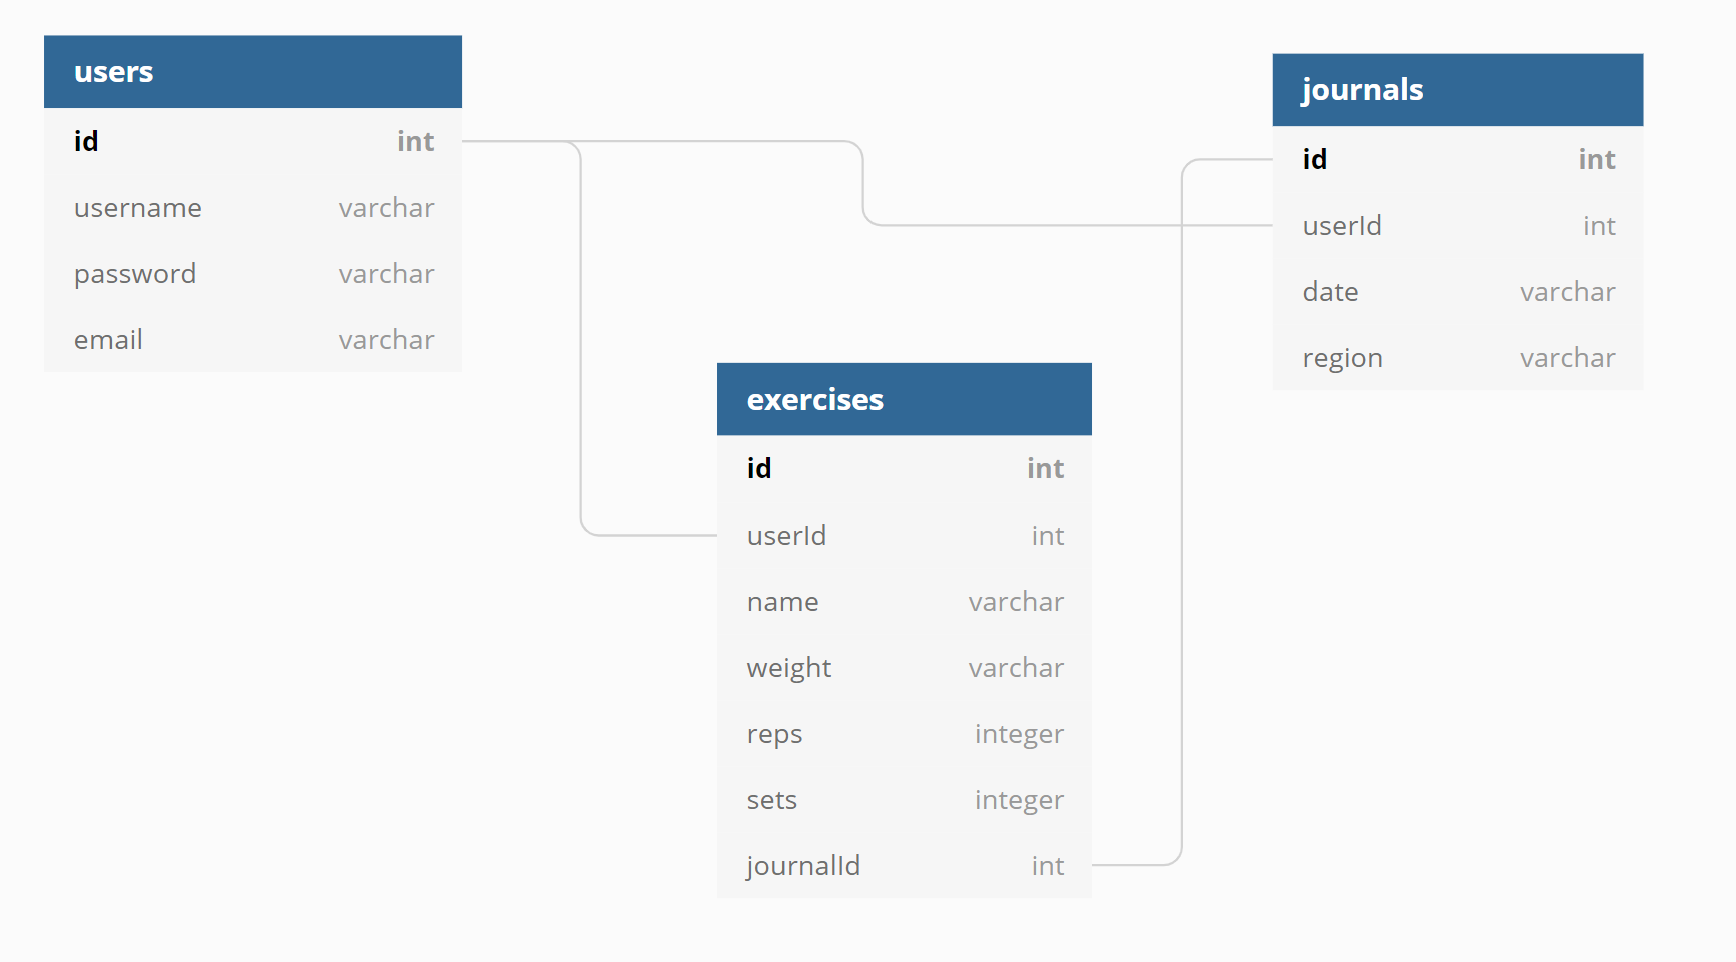 users
id int
username varchar
password varchar
email varchar
journals
id int
userId int
date varchar
region varchar
exercises
id int
userId int
name varchar
weight varchar
reps integer
sets integer
journalId int